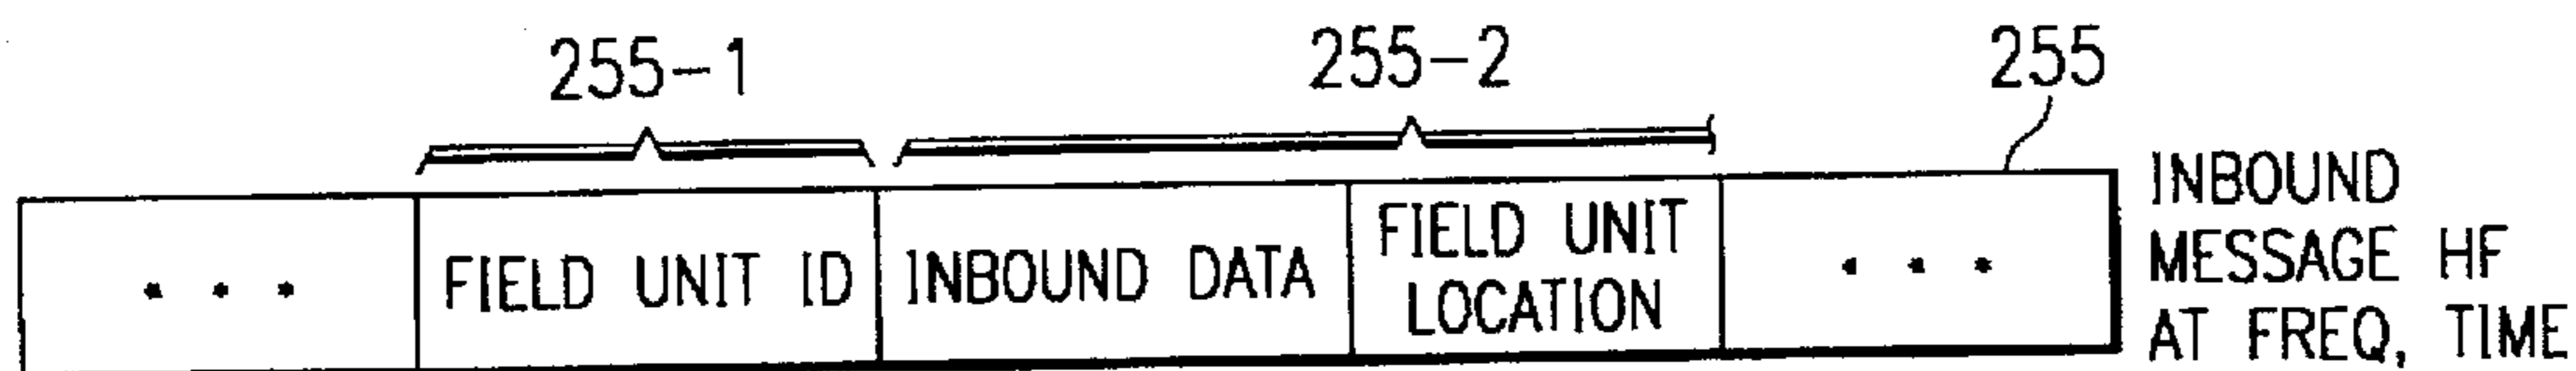 255-1
255-2
255
• • •
FIELD UNIT ID
INBOUND DATA
FIELD UNIT
LOCATION
• • •
INBOUND
MESSAGE HF
AT FREQ, TIME